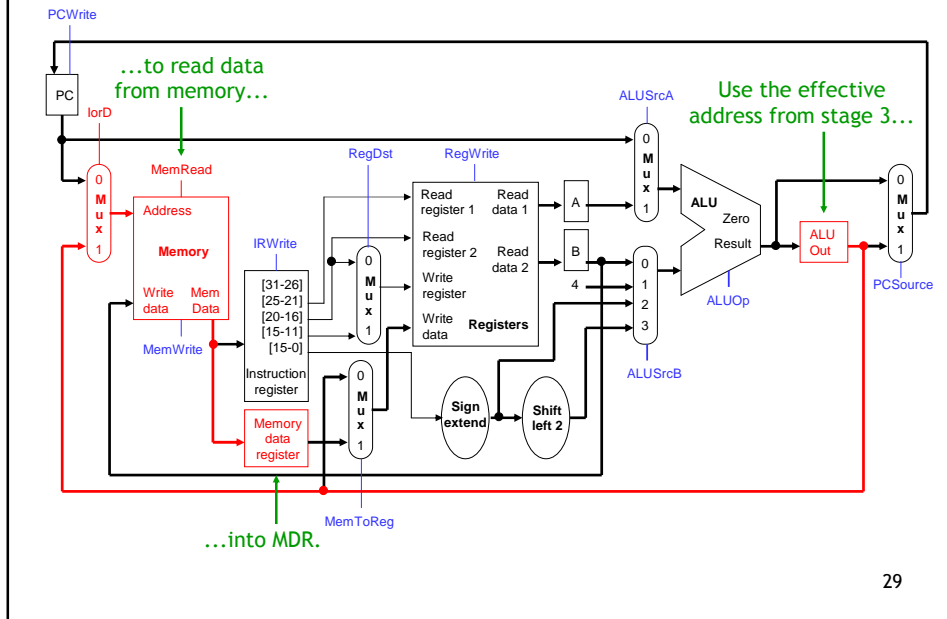 PCWrite
...to read data
from memory...
PC
IorD
ALUSrcA
Use the effective
address from stage 3...
RegDst
RegWrite
MemRead
0
M
u
x
1
Address
Memory
Write
data
Mem
Data
MemWrite
IRWrite
[31-26]
[25-21]
[20-16]
[15-11]
[15-0]
Instruction
register
Memory
data
register
0
M
u
x
1
0
M
u
x
1
MemToReg
Read
register 1
Read
data 1
Read
register 2
Read
data 2
Write
register
Write
data
Registers
Sign
extend
Shift
left 2
A
B
4
0
M
u
x
1
0
1
2
3
ALUSrcB
ALU
Zero
Result
ALUOp
ALU
Out
0
M
u
x
1
PCSource
...into MDR.
29